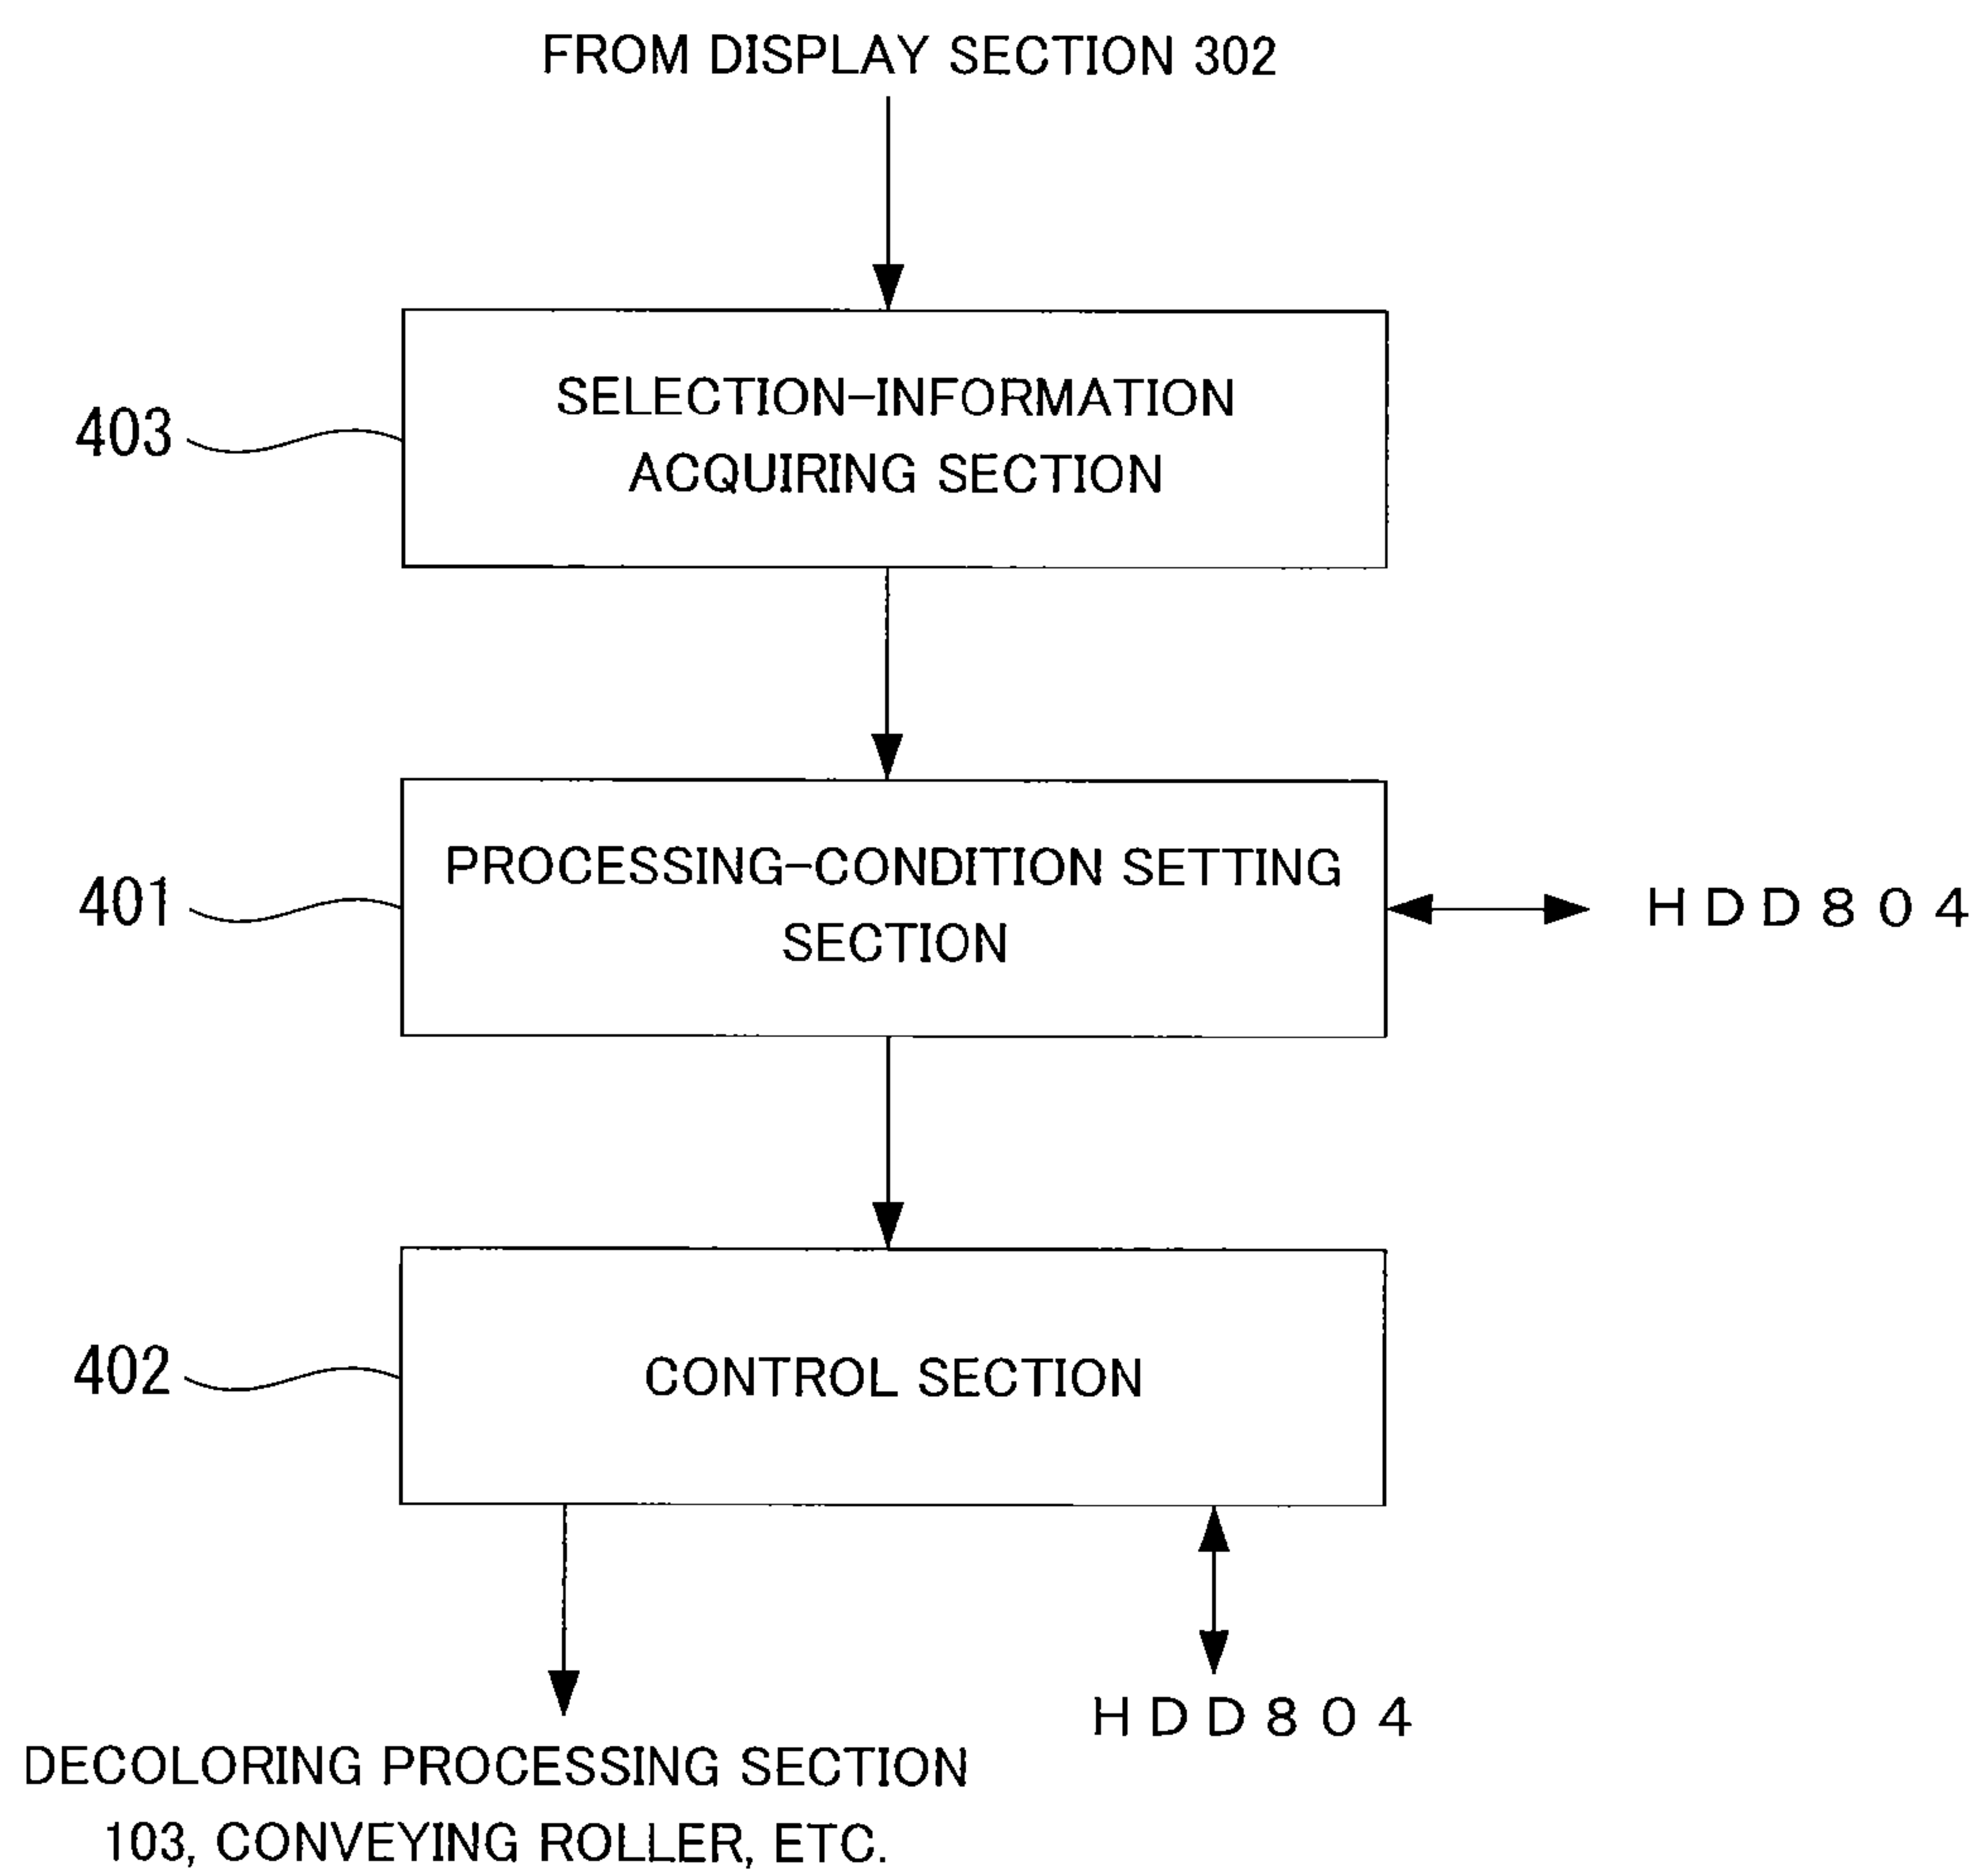 FROM DISPLAY SECTION 302
403
SELECTION-INFORMATION
ACQUIRING SECTION
401
PROCESSING-CONDITION SETTING
SECTION
HDD804
402
CONTROL SECTION
HDD804
DECOLORING PROCESSING SECTION
103, CONVEYING ROLLER, ETC.